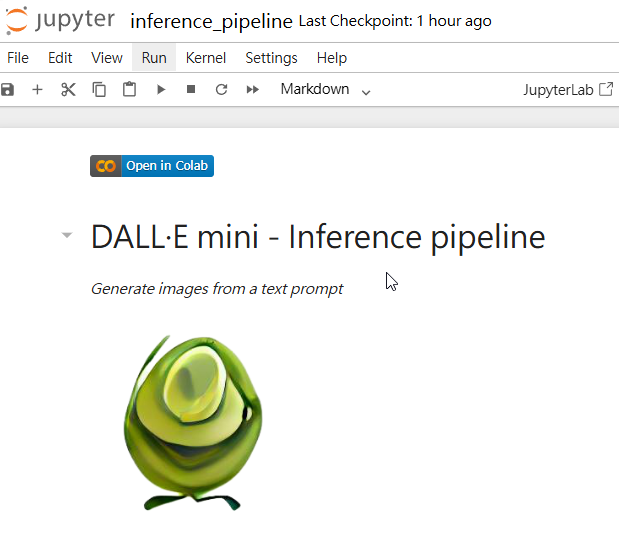 jupyter inference_pipeline Last Checkpoint: 1 hour ago
File Edit View Run Kernel Settings Help
Markdown JupyterLab
CO Open in Colab
DALL·E mini - Inference pipeline
Generate images from a text prompt